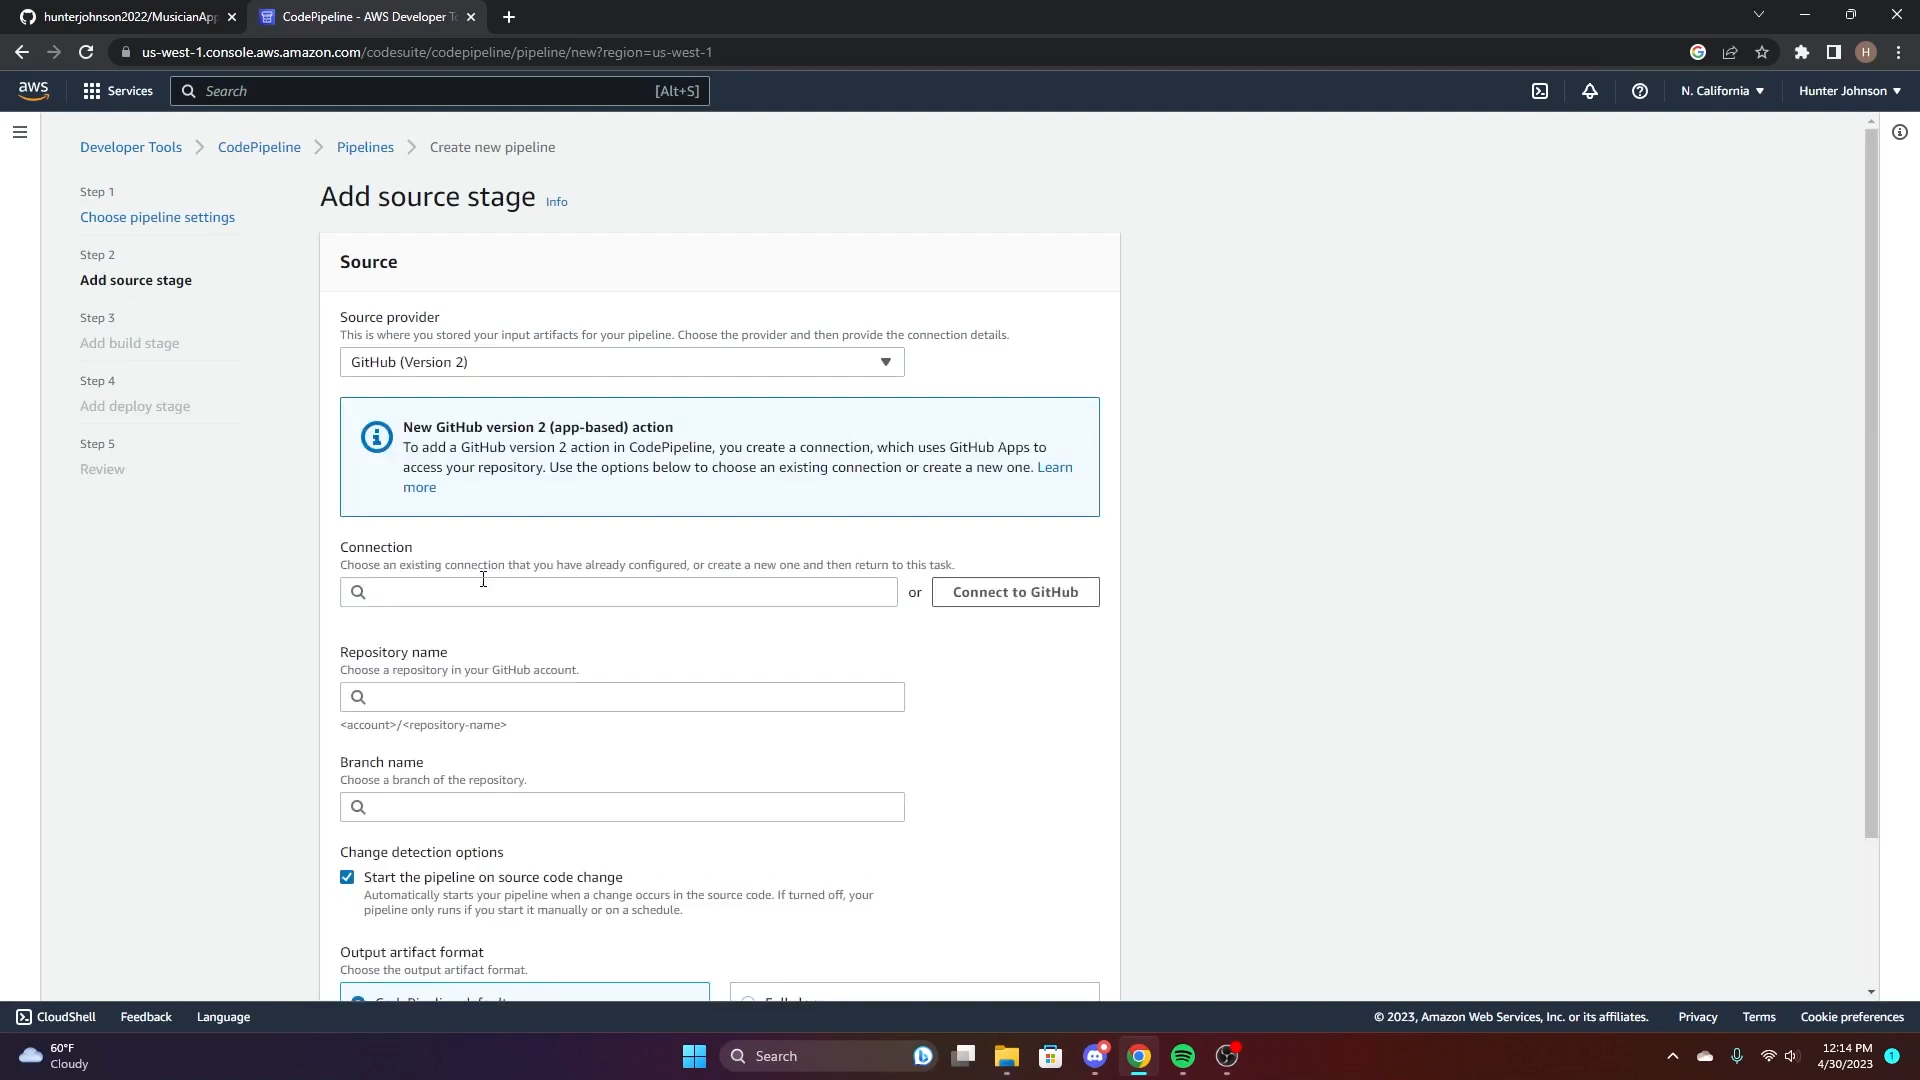 hunterjohnson2022/MusicianApp
CodePipeline - AWS Developer To
us-west-1.console.aws.amazon.com/codesuite/codepipeline/pipeline/new?region=us-west-1
H
aws
Services
Search
[Alt+S]
N. California
Hunter Johnson
Developer Tools
CodePipeline
Pipelines
Create new pipeline
Step 1
Choose pipeline settings
Step 2
Add source stage
Step 3
Add build stage
Step 4
Add deploy stage
Step 5
Review
Add source stage Info
Source
Source provider
This is where you stored your input artifacts for your pipeline. Choose the provider and then provide the connection details.
GitHub (Version 2)
New GitHub version 2 (app-based) action
To add a GitHub version 2 action in CodePipeline, you create a connection, which uses GitHub Apps to
access your repository. Use the options below to choose an existing connection or create a new one. Learn
more
Connection
Choose an existing connection that you have already configured, or create a new one and then return to this task.
or
Connect to GitHub
Repository name
Choose a repository in your GitHub account.
<account>/<repository-name>
Branch name
Choose a branch of the repository.
Change detection options
Start the pipeline on source code change
Automatically starts your pipeline when a change occurs in the source code. If turned off, your
pipeline only runs if you start it manually or on a schedule.
Output artifact format
Choose the output artifact format.
CloudShell
Feedback
Language
© 2023, Amazon Web Services, Inc. or its affiliates.
Privacy
Terms
Cookie preferences
60°F
Cloudy
Search
12:14 PM
4/30/2023
1